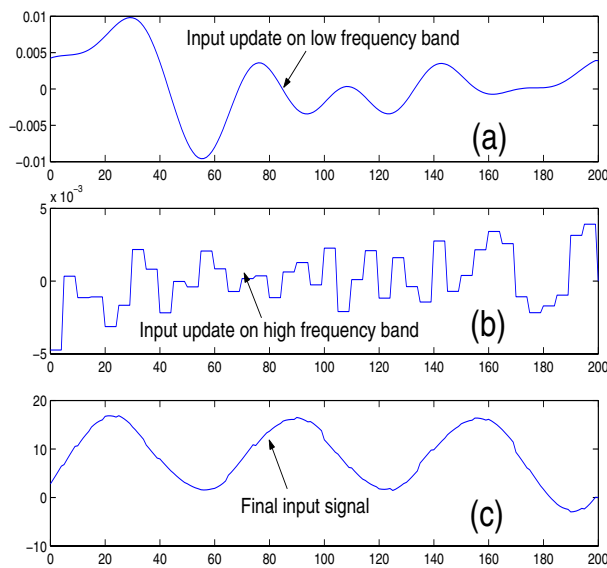 0.01
Input update on low frequency band
0.005
0
−0.005
(a)
−0.01
0 20 40 60 80 100 120 140 160 180 200
x 10^−3
5
0
Input update on high frequency band
(b)
−5
0 20 40 60 80 100 120 140 160 180 200
20
10
0
Final input signal
(c)
−10
0 20 40 60 80 100 120 140 160 180 200